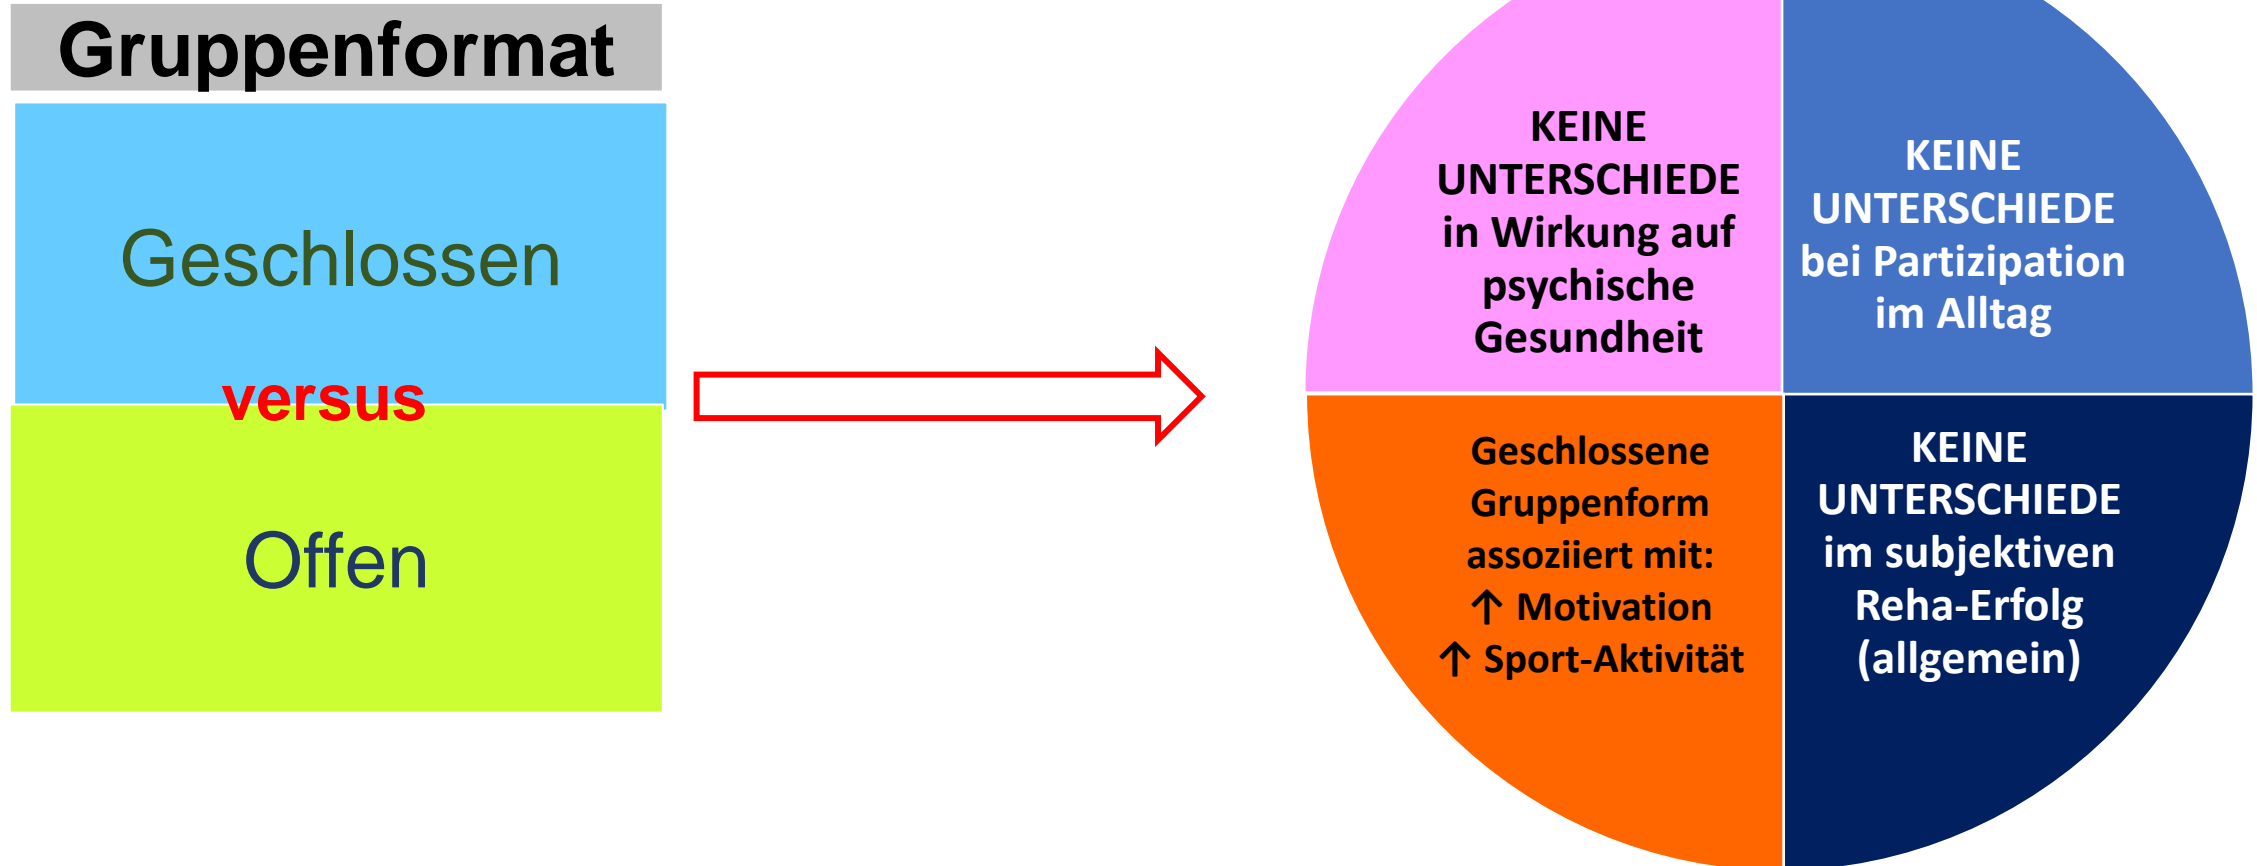 Gruppenformat
Geschlossen
versus
Offen
KEINE
UNTERSCHIEDE
in Wirkung auf
psychische
Gesundheit
KEINE
UNTERSCHIEDE
bei Partizipation
im Alltag
Geschlossene
Gruppenform
assoziiert mit:
↑ Motivation
↑ Sport-Aktivität
KEINE
UNTERSCHIEDE
im subjektiven
Reha-Erfolg
(allgemein)